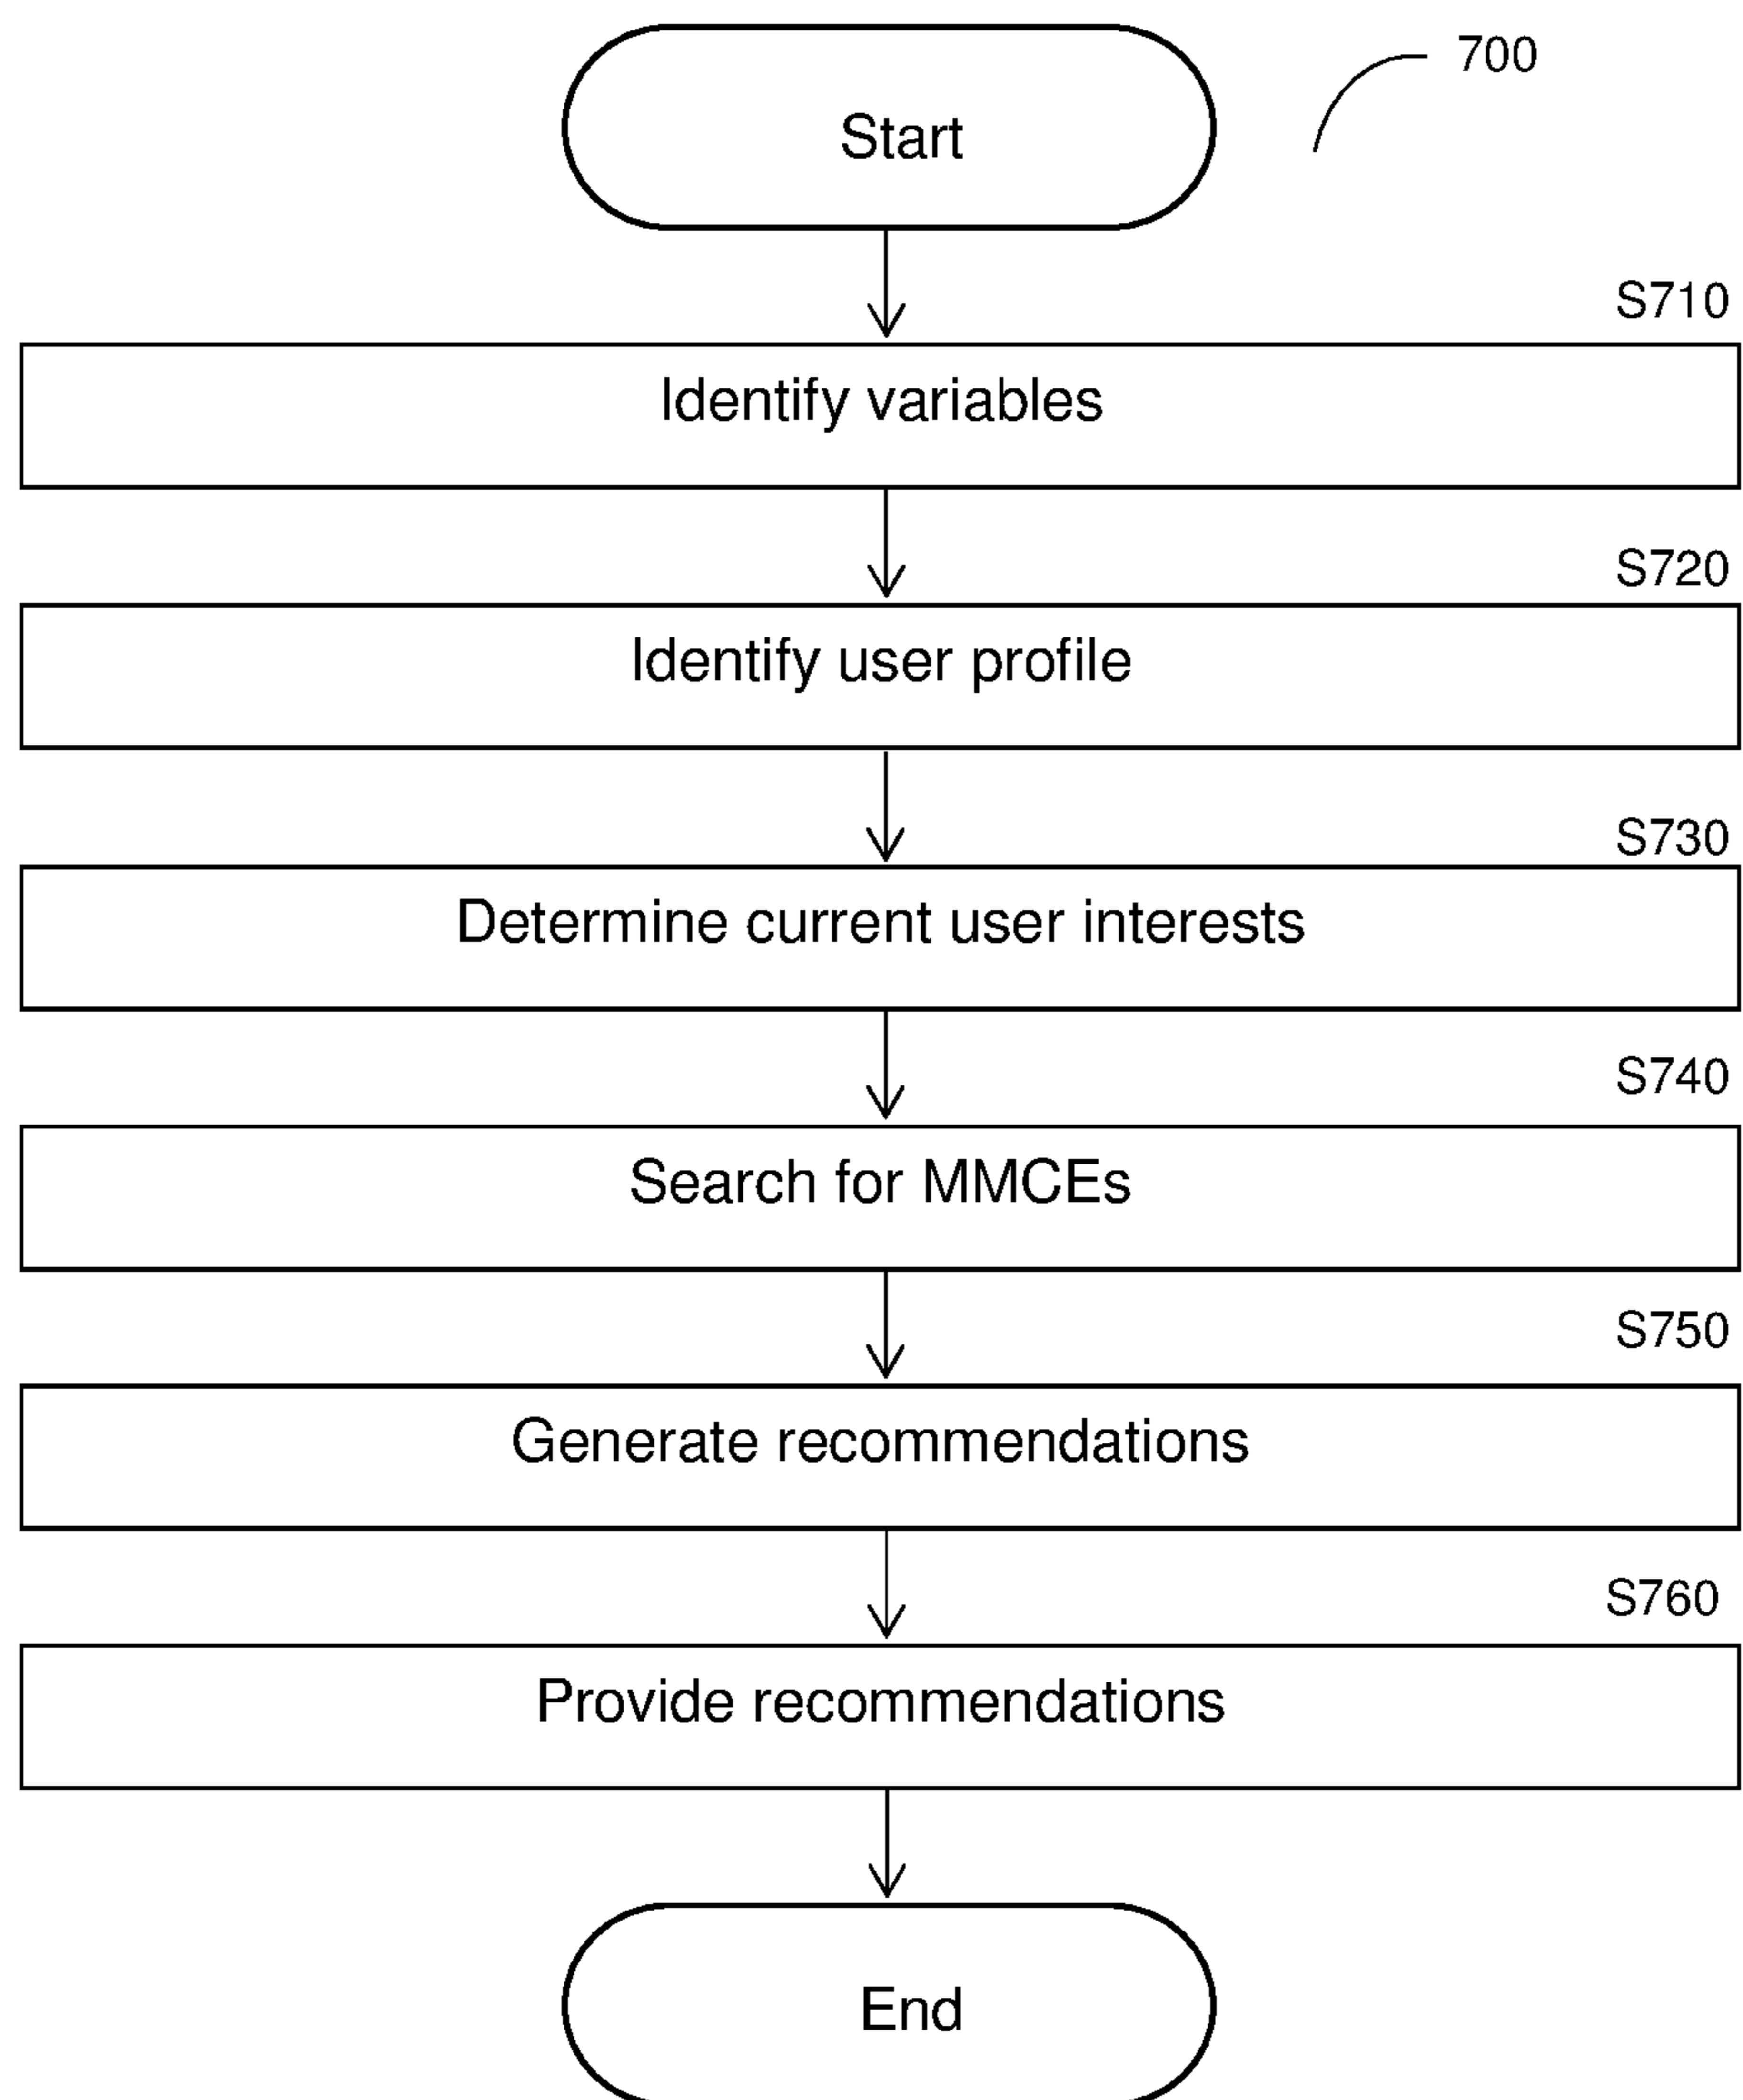 700
Start
S710
Identify variables
S720
Identify user profile
S730
Determine current user interests
S740
Search for MMCEs
S750
Generate recommendations
S760
Provide recommendations
End